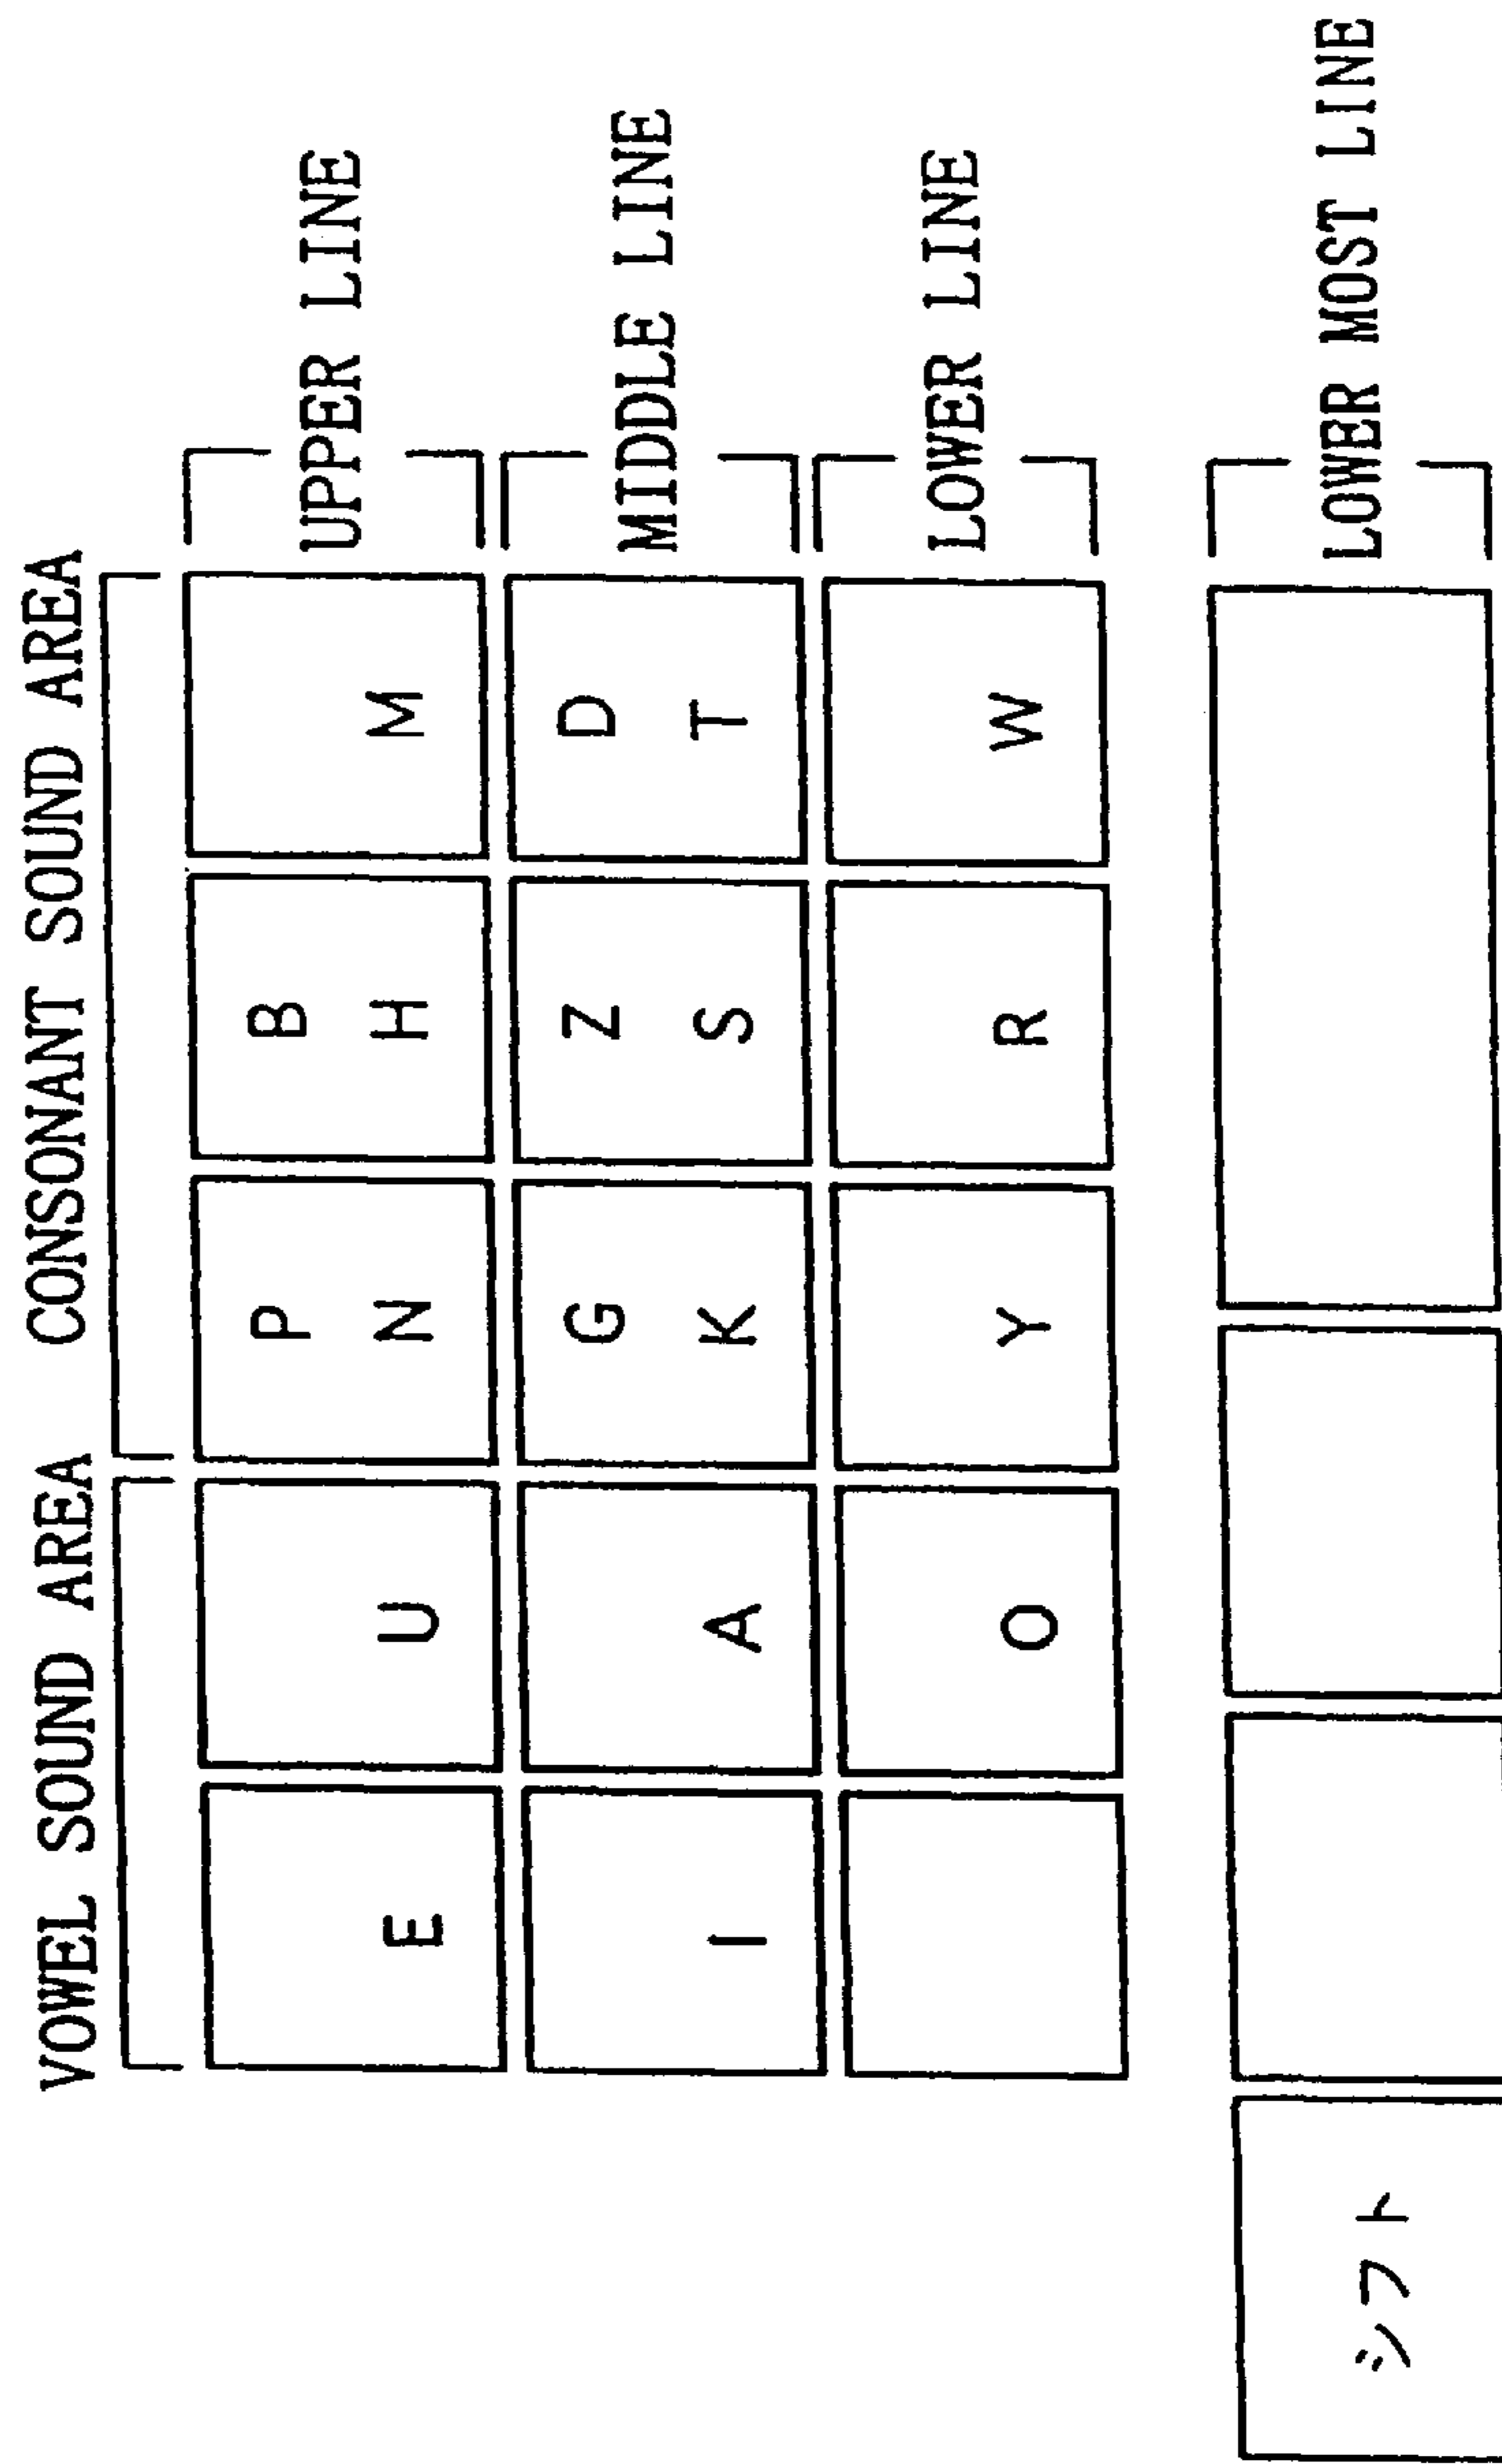 VOWEL SOUND AREA CONSONANT SOUND AREA
E U P N B H M UPPER LINE
I A G K Z S D T MIDDLE LINE
O Y R W LOWER LINE
シフト LOWER MOST LINE